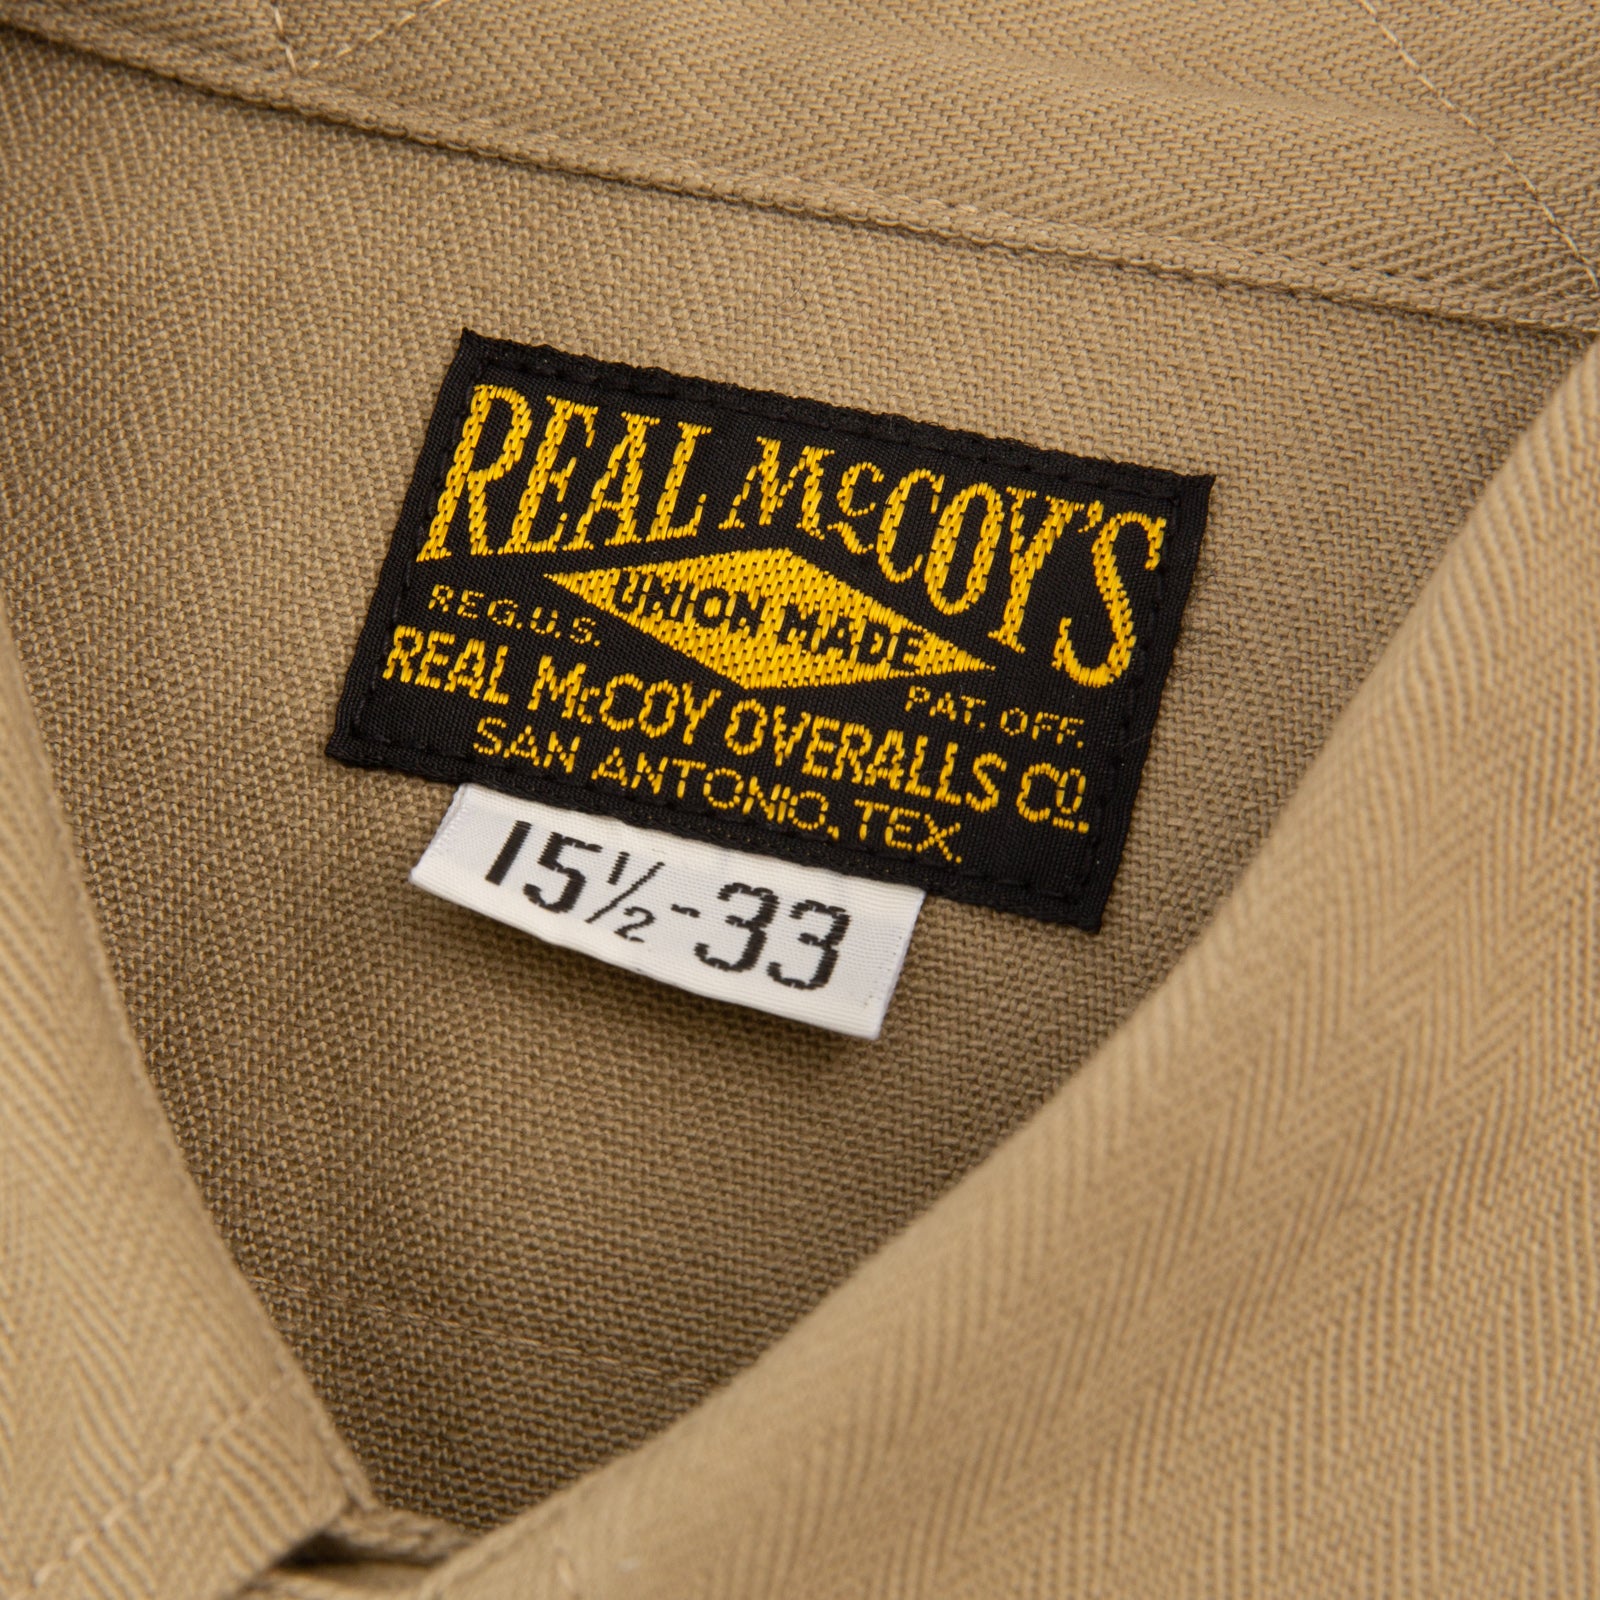 REAL McCOY'S
UNION MADE
REG.U.S. PAT. OFF.
REAL McCOY OVERALLS CO.
SAN ANTONIO, TEX.
15½-33